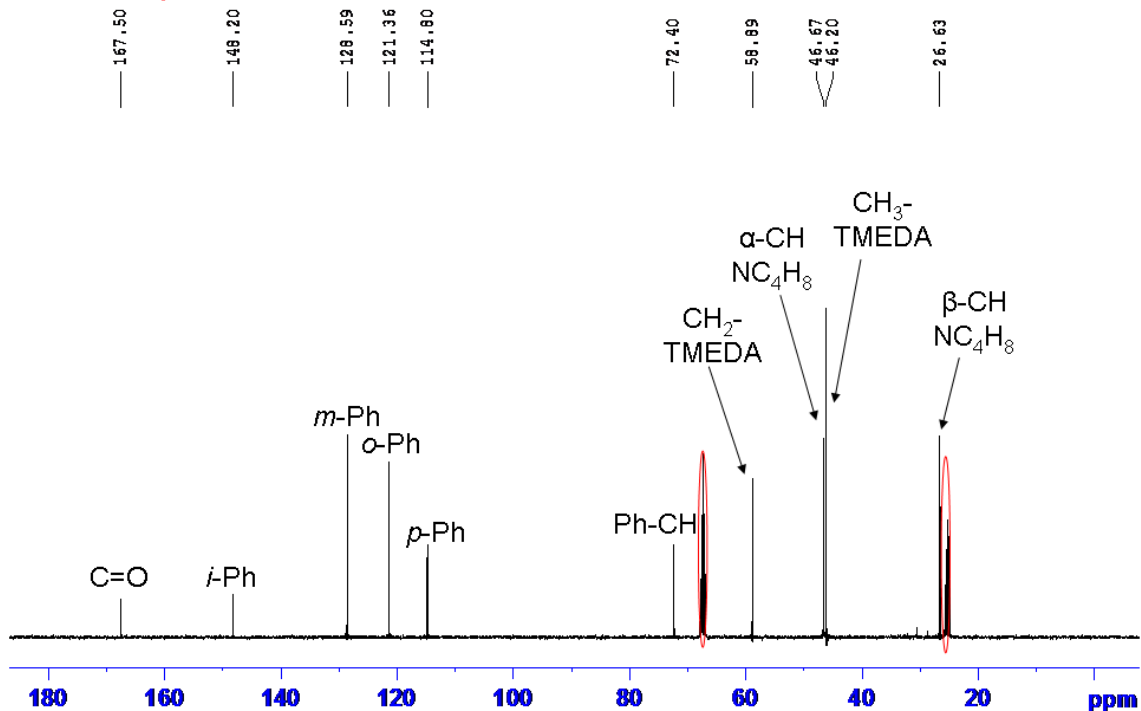 167.50
148.20
128.59
121.36
114.80
72.40
58.89
46.67
46.20
26.63
CH3-
TMEDA
α-CH
NC4H8
β-CH
NC4H8
CH2-
TMEDA
m-Ph
o-Ph
p-Ph
Ph-CH
C=O
i-Ph
180 160 140 120 100 80 60 40 20 ppm